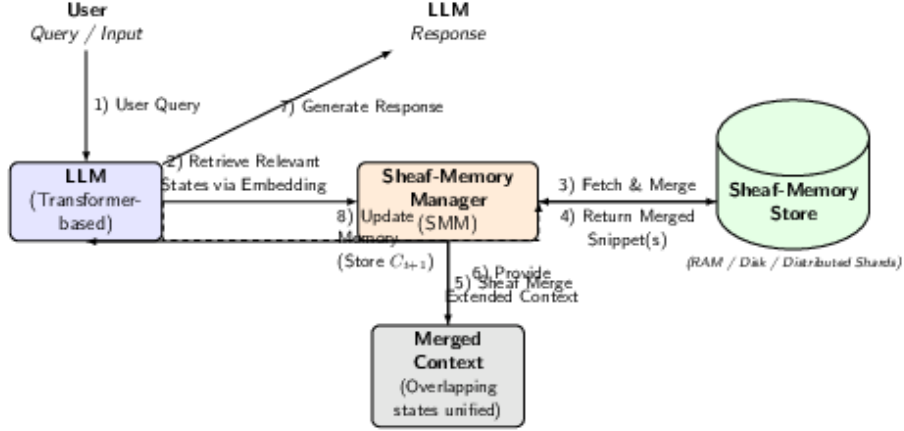 User
Query / Input
LLM
Response
1) User Query
7) Generate Response
LLM
(Transformer-
based)
2) Retrieve Relevant
States via Embedding
Sheaf-Memory
Manager
(SMM)
3) Fetch & Merge
4) Return Merged
Snippet(s)
Sheaf-Memory
Store
(RAM / Disk / Distributed Shards)
8) Update
Memory
(Store C_{t+1})
6) Provide
Extended Context
5) Sheaf Merge
Merged
Context
(Overlapping
states unified)